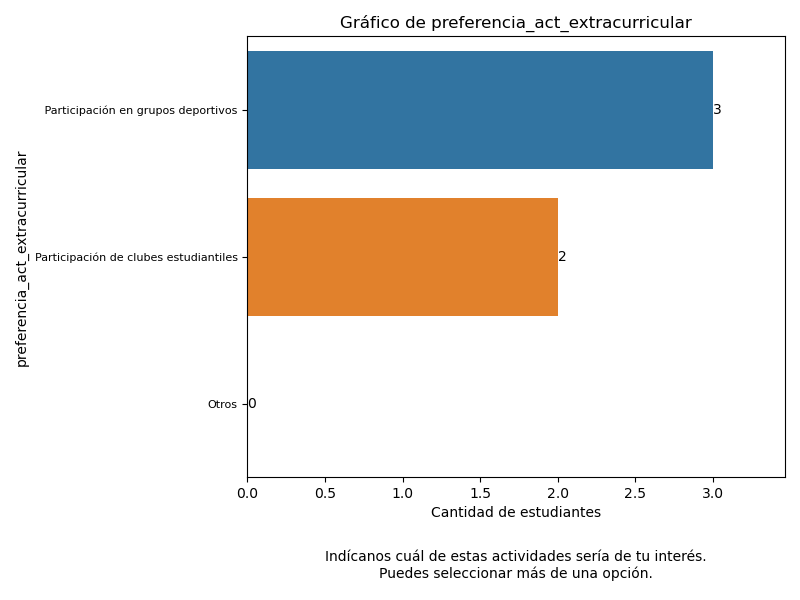 Gráfico de preferencia_act_extracurricular
preferencia_act_extracurricular
Participación en grupos deportivos
3
Participación de clubes estudiantiles
2
Otros
0
0.0 0.5 1.0 1.5 2.0 2.5 3.0
Cantidad de estudiantes
Indícanos cuál de estas actividades sería de tu interés.
Puedes seleccionar más de una opción.